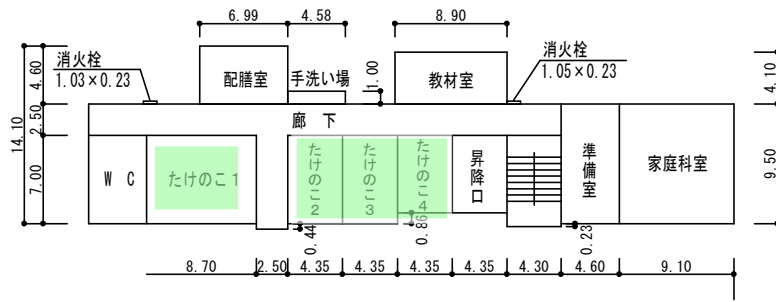 6.99
4.58
8.90
消火栓
1.03×0.23
配膳室
手洗い場
1.00
教材室
消火栓
1.05×0.23
14.10
4.60
2.50
7.00
4.10
9.50
廊 下
W C
たけのこ1
たけのこ2
たけのこ3
たけのこ4
昇降口
準備室
家庭科室
0.44
0.86
0.23
8.70
2.50
4.35
4.35
4.35
4.35
4.30
4.60
9.10